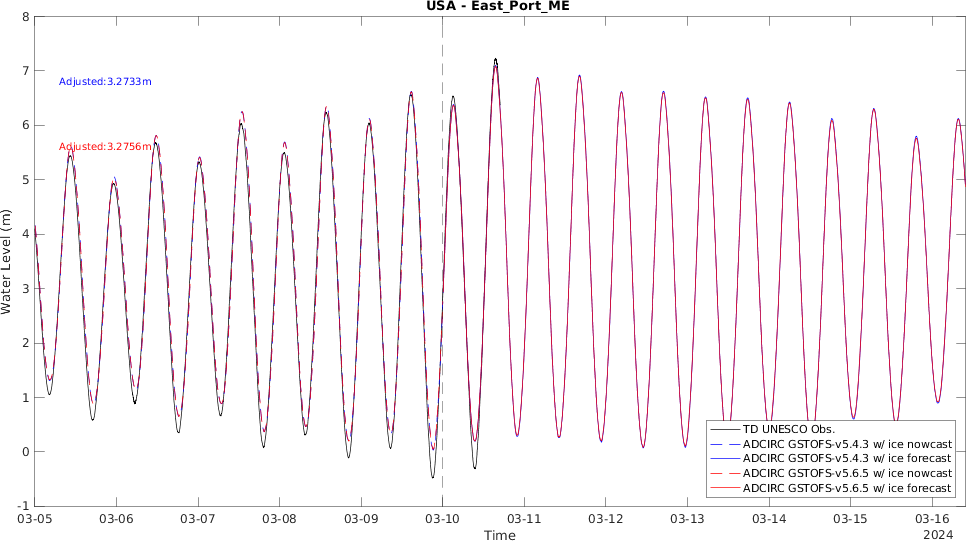 USA - East_Port_ME
8
7
6
5
4
3
2
1
0
-1
Water Level (m)
Adjusted:3.2733m
Adjusted:3.2756m
TD UNESCO Obs.
ADCIRC GSTOFS-v5.4.3 w/ ice nowcast
ADCIRC GSTOFS-v5.4.3 w/ ice forecast
ADCIRC GSTOFS-v5.6.5 w/ ice nowcast
ADCIRC GSTOFS-v5.6.5 w/ ice forecast
03-05 03-06 03-07 03-08 03-09 03-10 03-11 03-12 03-13 03-14 03-15 03-16
Time
2024